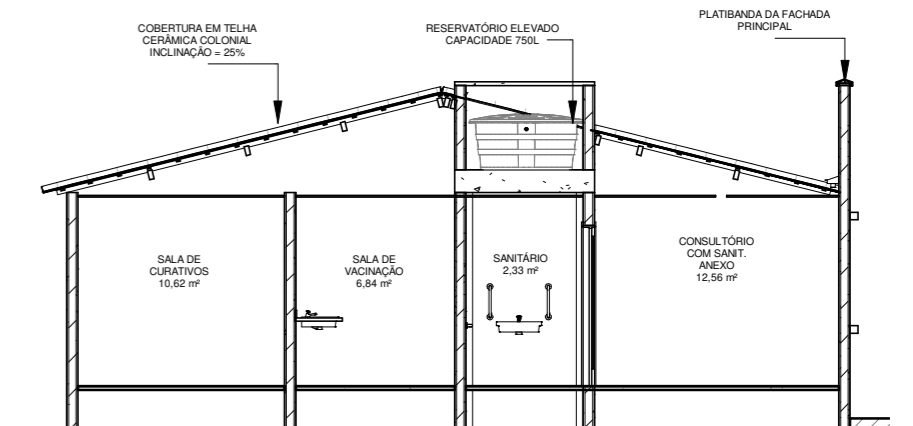 COBERTURA EM TELHA
CERÂMICA COLONIAL
INCLINAÇÃO = 25%
RESERVATÓRIO ELEVADO
CAPACIDADE 750L
PLATIBANDA DA FACHADA
PRINCIPAL
SALA DE
CURATIVOS
10,62 m²
SALA DE
VACINAÇÃO
6,84 m²
SANITÁRIO
2,33 m²
CONSULTÓRIO
COM SANIT.
ANEXO
12,56 m²